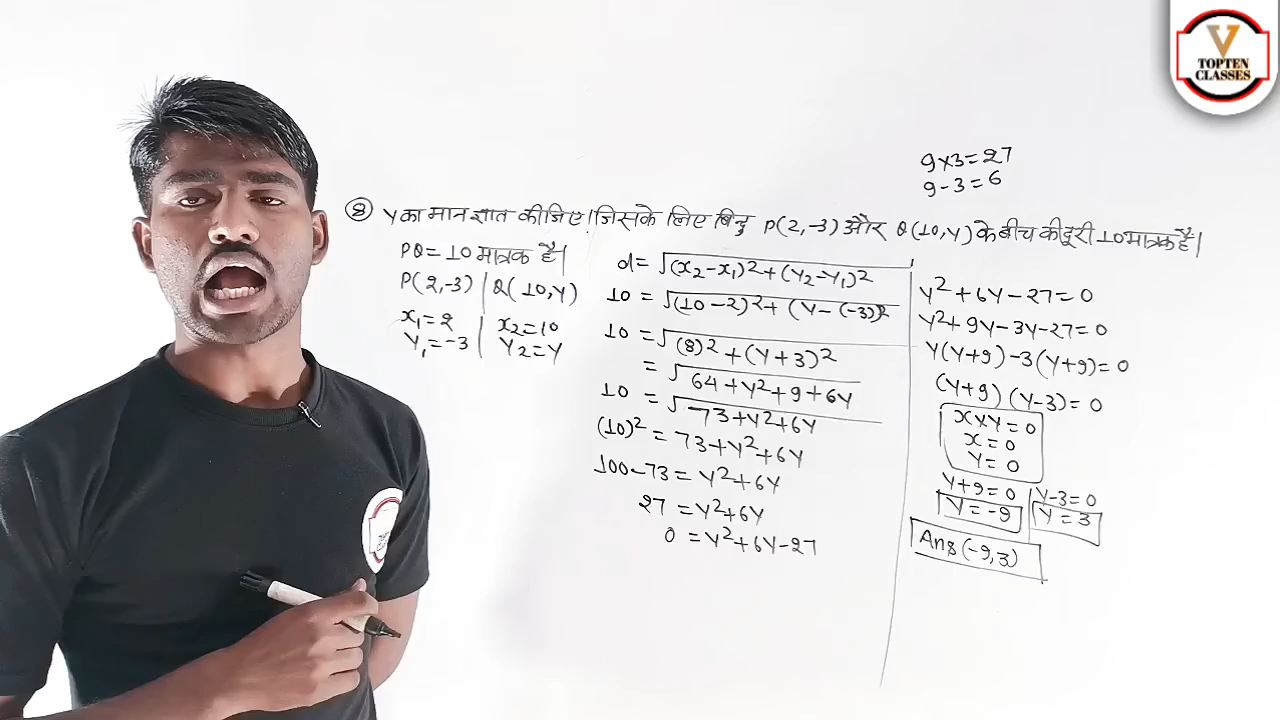 V
TOPTEN
CLASSES
9×3=27
9-3=6
⑧ Y का मान ज्ञात कीजिए। जिसके लिए बिन्दु P(2,-3) और Q(10,Y) के बीच की दूरी 10 मात्रक है।
PQ=10 मात्रक है।
P(2,-3) | Q(10,Y)
x₁=2 | x₂=10
Y₁=-3 | Y₂=Y
d=√(x₂-x₁)²+(Y₂-Y₁)²
10=√(10-2)²+(Y-(-3)²
10=√(8)²+(Y+3)²
=√64+Y²+9+6Y
10=√73+Y²+6Y
(10)²=73+Y²+6Y
100-73=Y²+6Y
27=Y²+6Y
0=Y²+6Y-27
Y²+6Y-27=0
Y²+9Y-3Y-27=0
Y(Y+9)-3(Y+9)=0
(Y+9)(Y-3)=0
x×Y=0
x=0
Y=0
Y+9=0 | Y-3=0
Y=-9 | Y=3
Ans(-9,3)